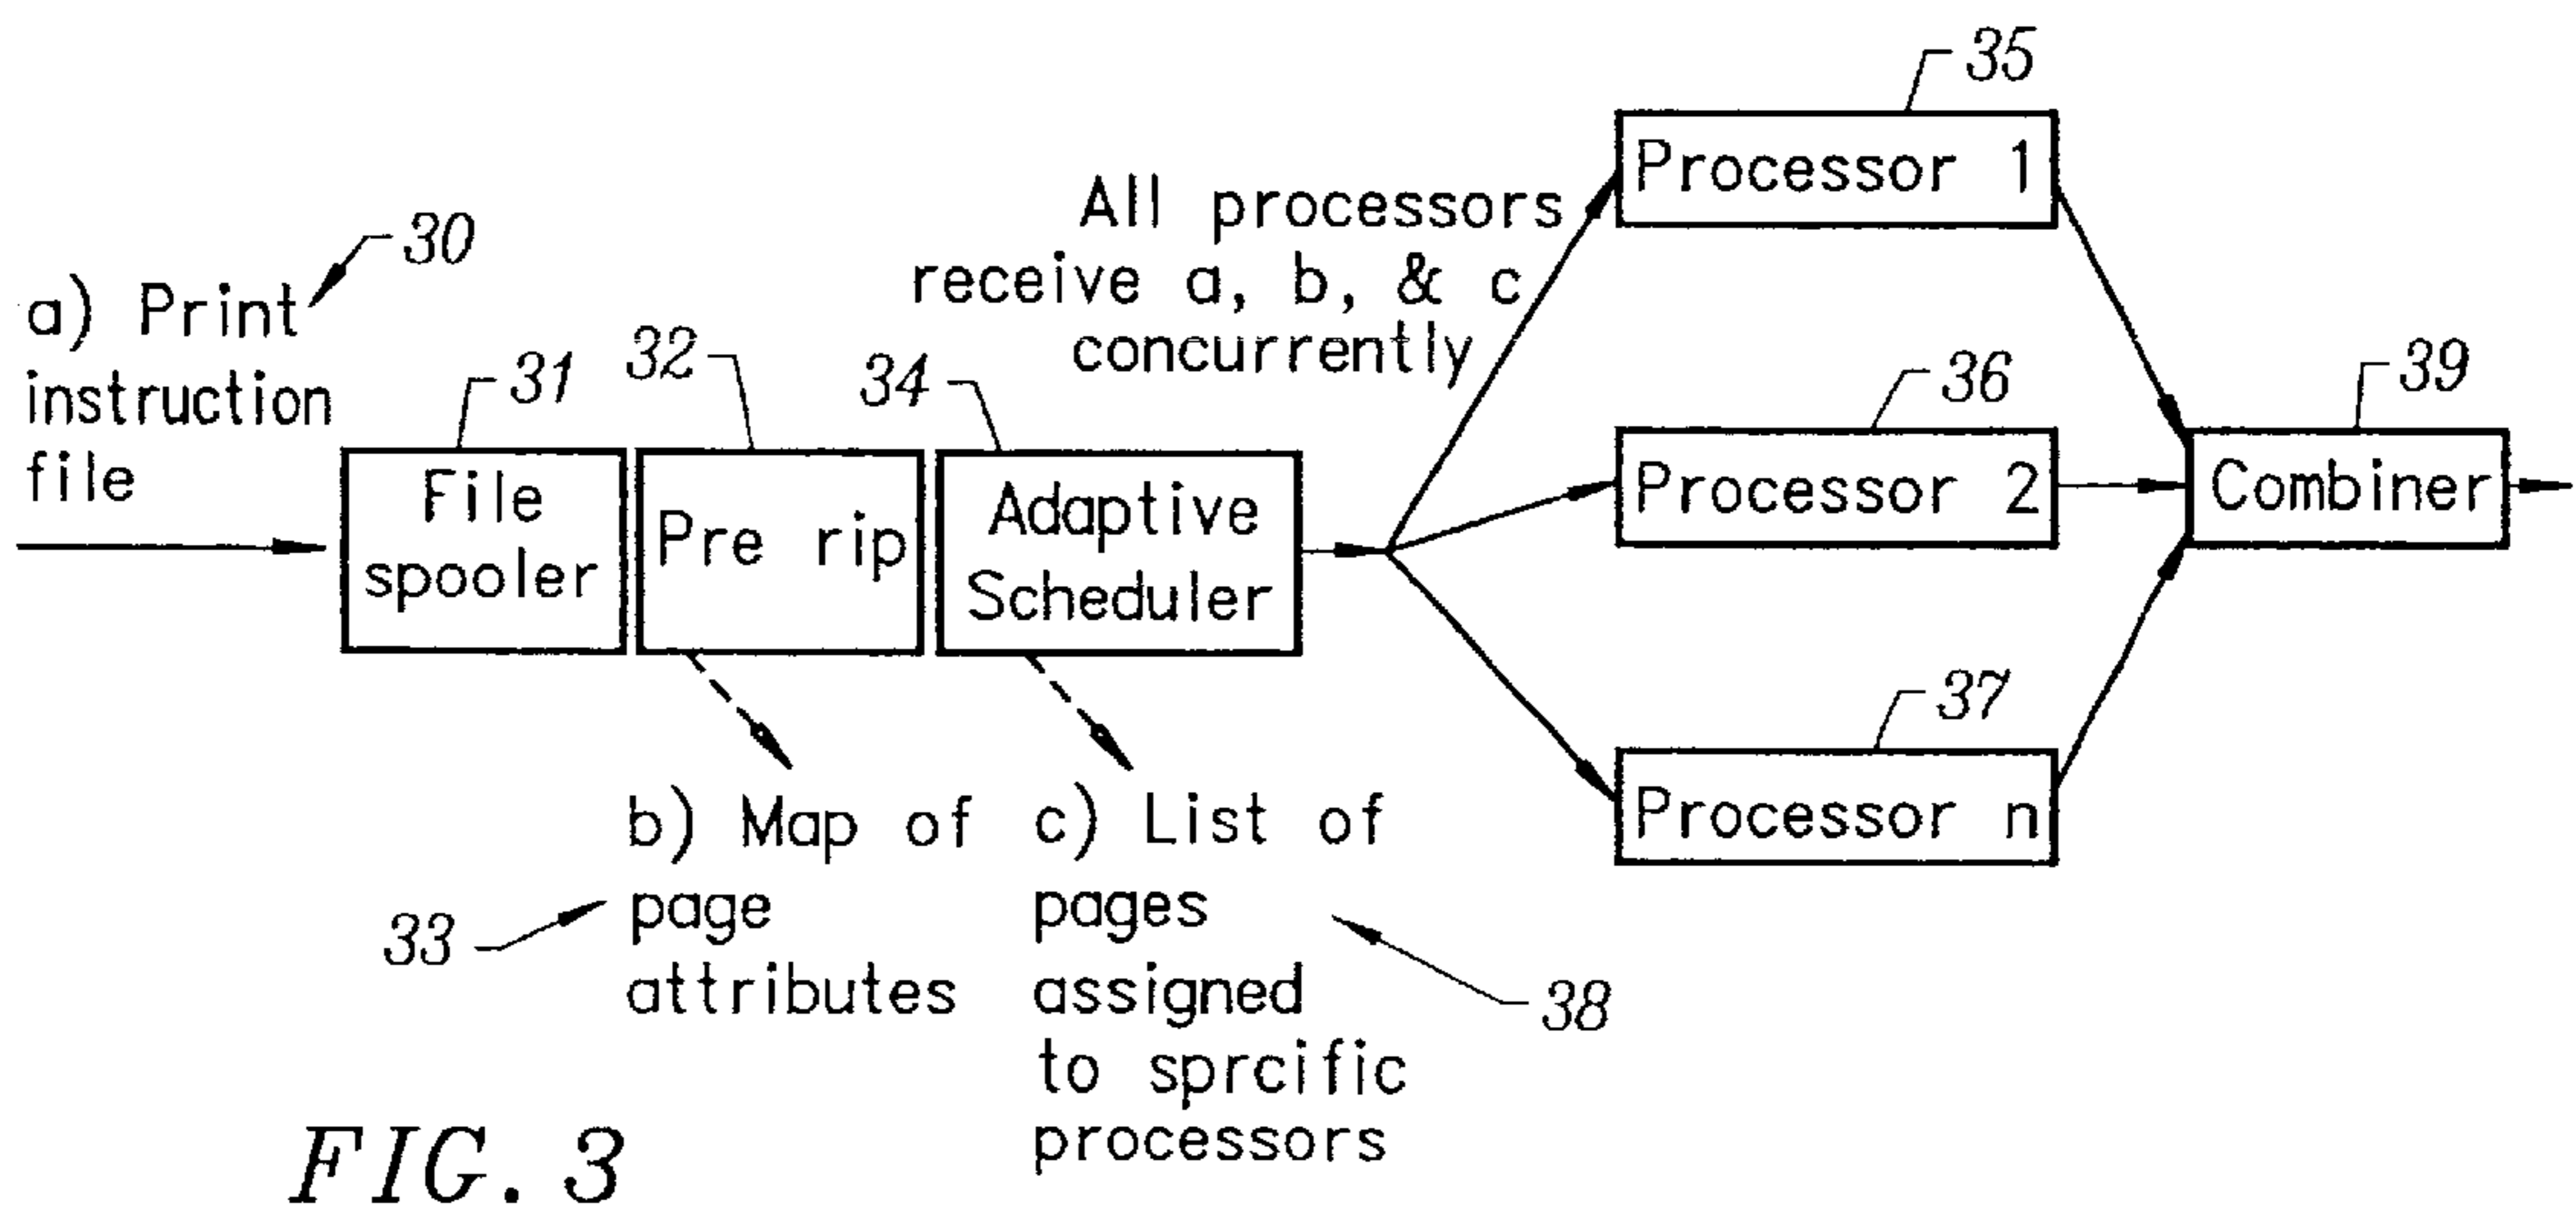 30
a) Print
instruction
file
31
File
spooler
32
Pre rip
34
Adaptive
Scheduler
All processors
receive a, b, & c
concurrently
35
Processor 1
36
Processor 2
37
Processor n
39
Combiner
33
b) Map of
page
attributes
c) List of
pages
assigned
to sprcific
processors
38
FIG. 3